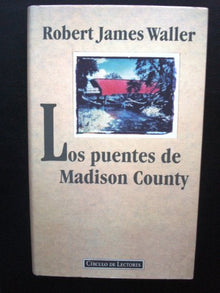 Robert James Waller
Los puentes de
Madison County
CÍRCULO DE LECTORES